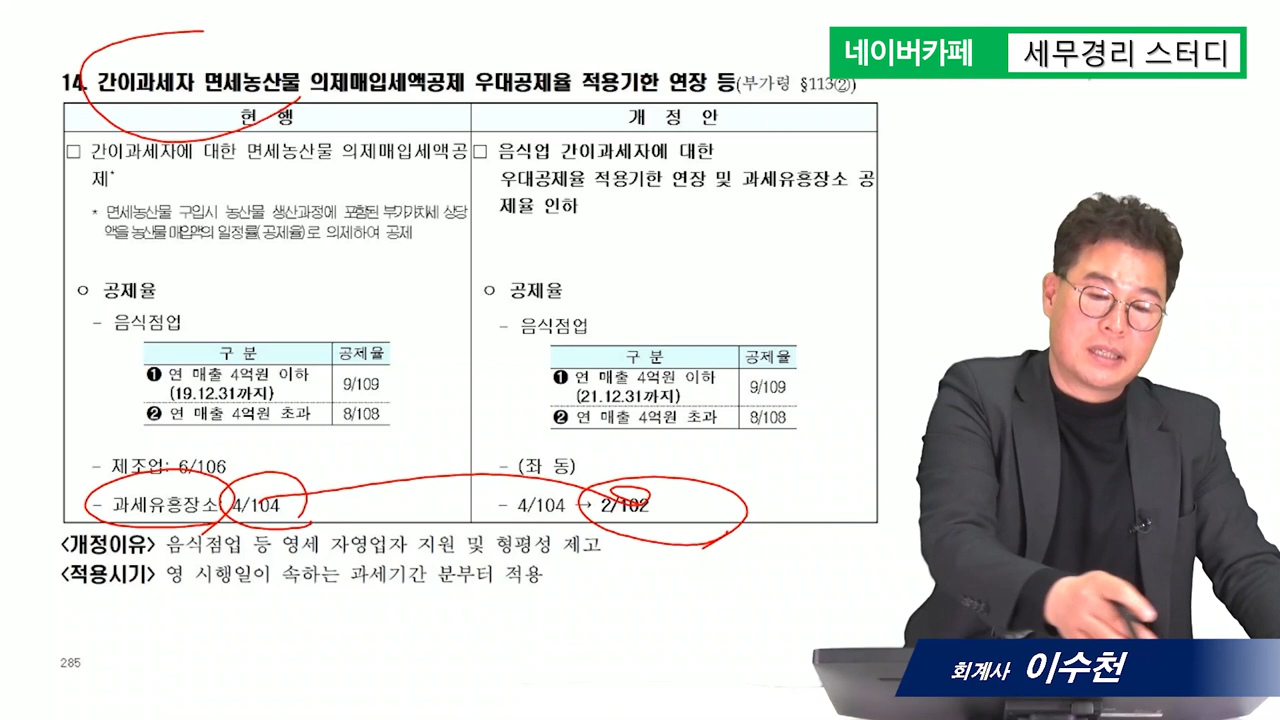 네이버카페 세무경리 스터디
14. 간이과세자 면세농산물 의제매입세액공제 우대공제율 적용기한 연장 등(부가령 §113②)
현 행
개 정 안
□ 간이과세자에 대한 면세농산물 의제매입세액공
제*
* 면세농산물 구입시 농산물 생산과정에 포함된 부가가치세 상당
액을 농산물 매입액의 일정률(공제율)로 의제하여 공제
ㅇ 공제율
- 음식점업
구 분 공제율
❶ 연 매출 4억원 이하
(19.12.31까지)
9/109
❷ 연 매출 4억원 초과 8/108
- 제조업: 6/106
- 과세유흥장소: 4/104
□ 음식업 간이과세자에 대한
우대공제율 적용기한 연장 및 과세유흥장소 공
제율 인하
ㅇ 공제율
- 음식점업
구 분 공제율
❶ 연 매출 4억원 이하
(21.12.31까지)
9/109
❷ 연 매출 4억원 초과 8/108
- (좌 동)
- 4/104 → 2/102
<개정이유> 음식점업 등 영세 자영업자 지원 및 형평성 제고
<적용시기> 영 시행일이 속하는 과세기간 분부터 적용
285
회계사 이수천